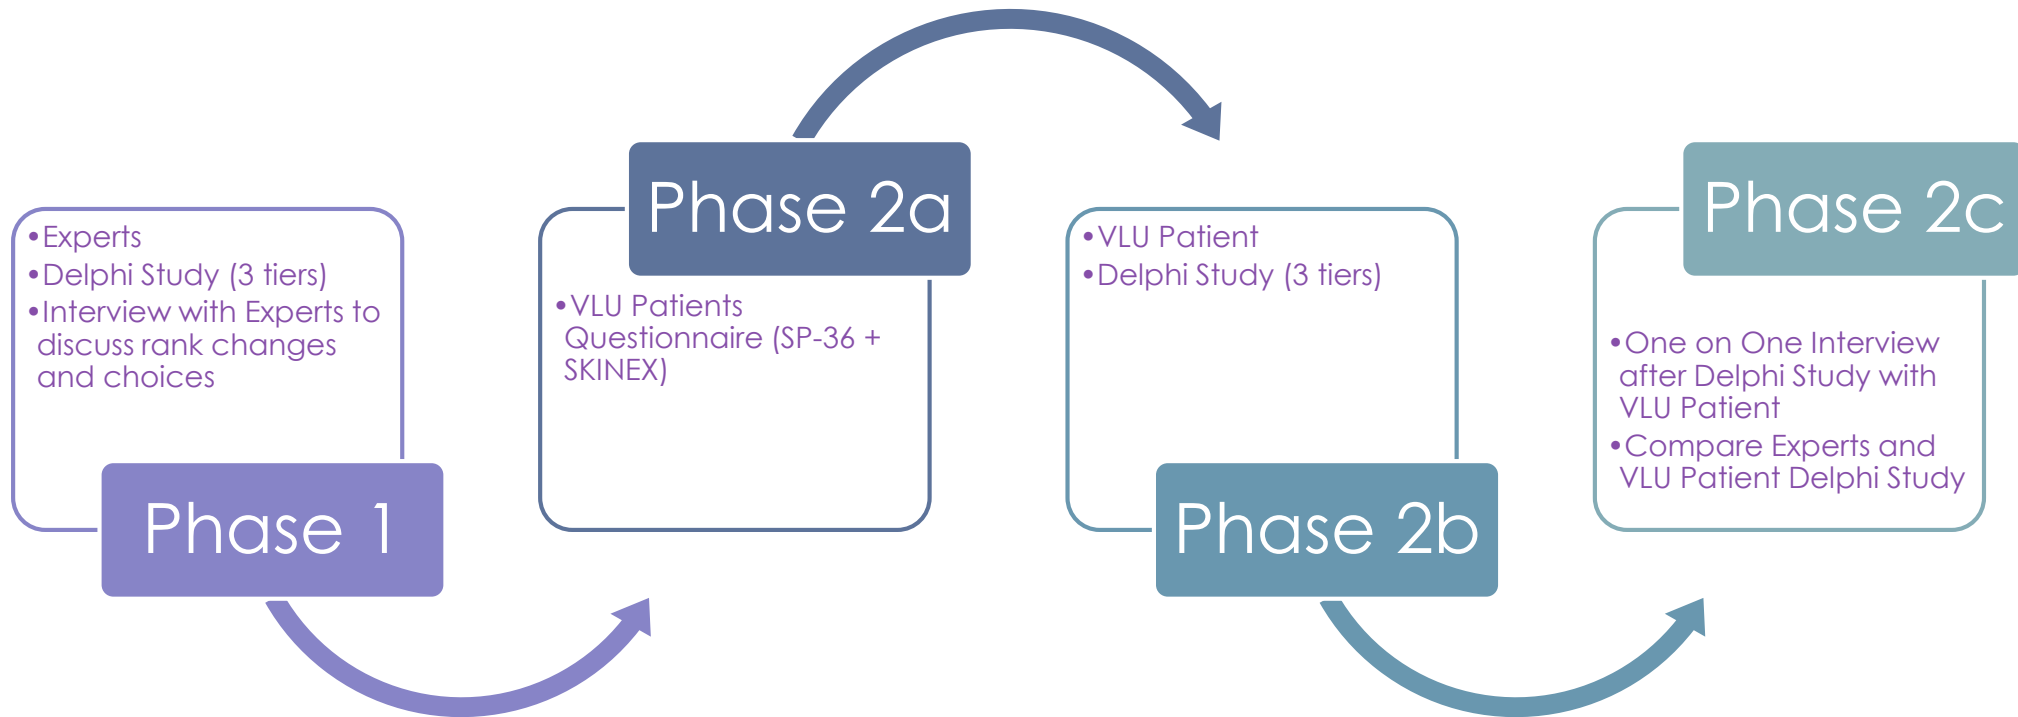 •Experts
•Delphi Study (3 tiers)
•Interview with Experts to
discuss rank changes
and choices
Phase 1
Phase 2a
•VLU Patients
Questionnaire (SP-36 +
SKINEX)
•VLU Patient
•Delphi Study (3 tiers)
Phase 2b
Phase 2c
•One on One Interview
after Delphi Study with
VLU Patient
•Compare Experts and
VLU Patient Delphi Study